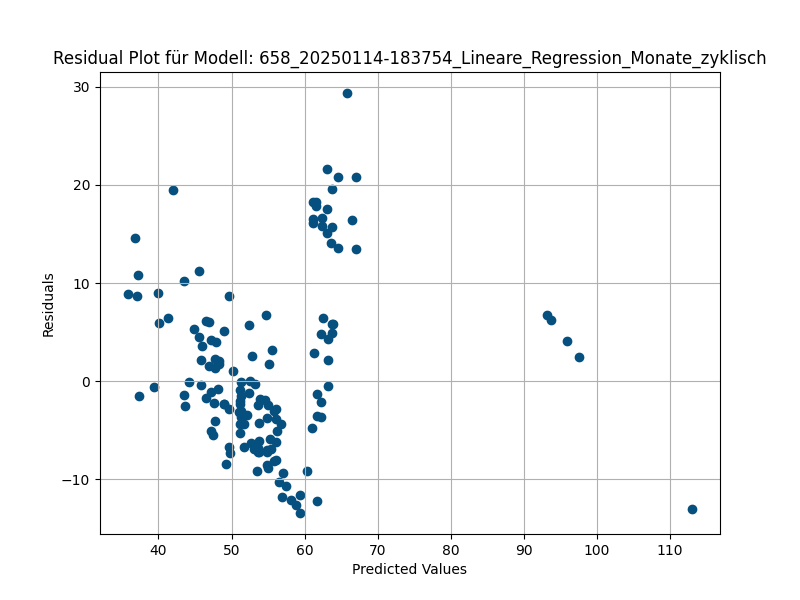 Residual Plot für Modell: 658_20250114-183754_Lineare_Regression_Monate_zyklisch
30
20
10
0
−10
Residuals
40 50 60 70 80 90 100 110
Predicted Values